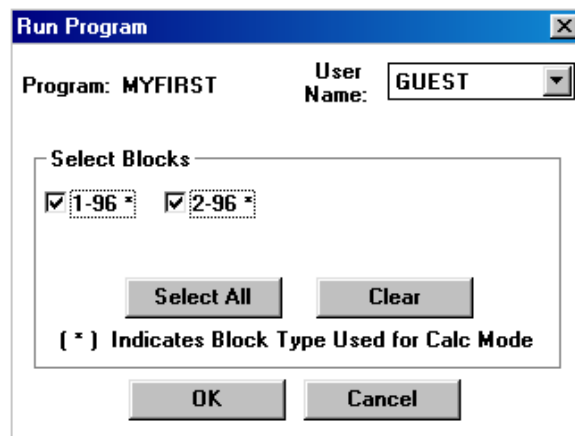 Run Program
Program: MYFIRST
User Name:
GUEST
Select Blocks
1-96 *
2-96 *
Select All
Clear
( * ) Indicates Block Type Used for Calc Mode
OK
Cancel